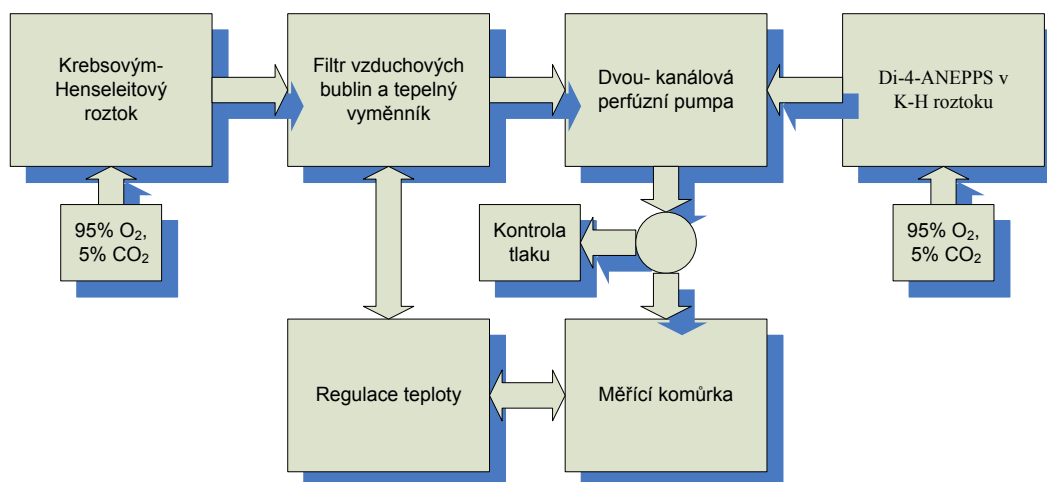 Krebsovým-
Henseleitový
roztok
Filtr vzduchových
bublin a tepelný
vyměnník
Dvou- kanálová
perfúzní pumpa
Di-4-ANEPPS v
K-H roztoku
95% O₂,
5% CO₂
Kontrola
tlaku
95% O₂,
5% CO₂
Regulace teploty
Měřící komůrka